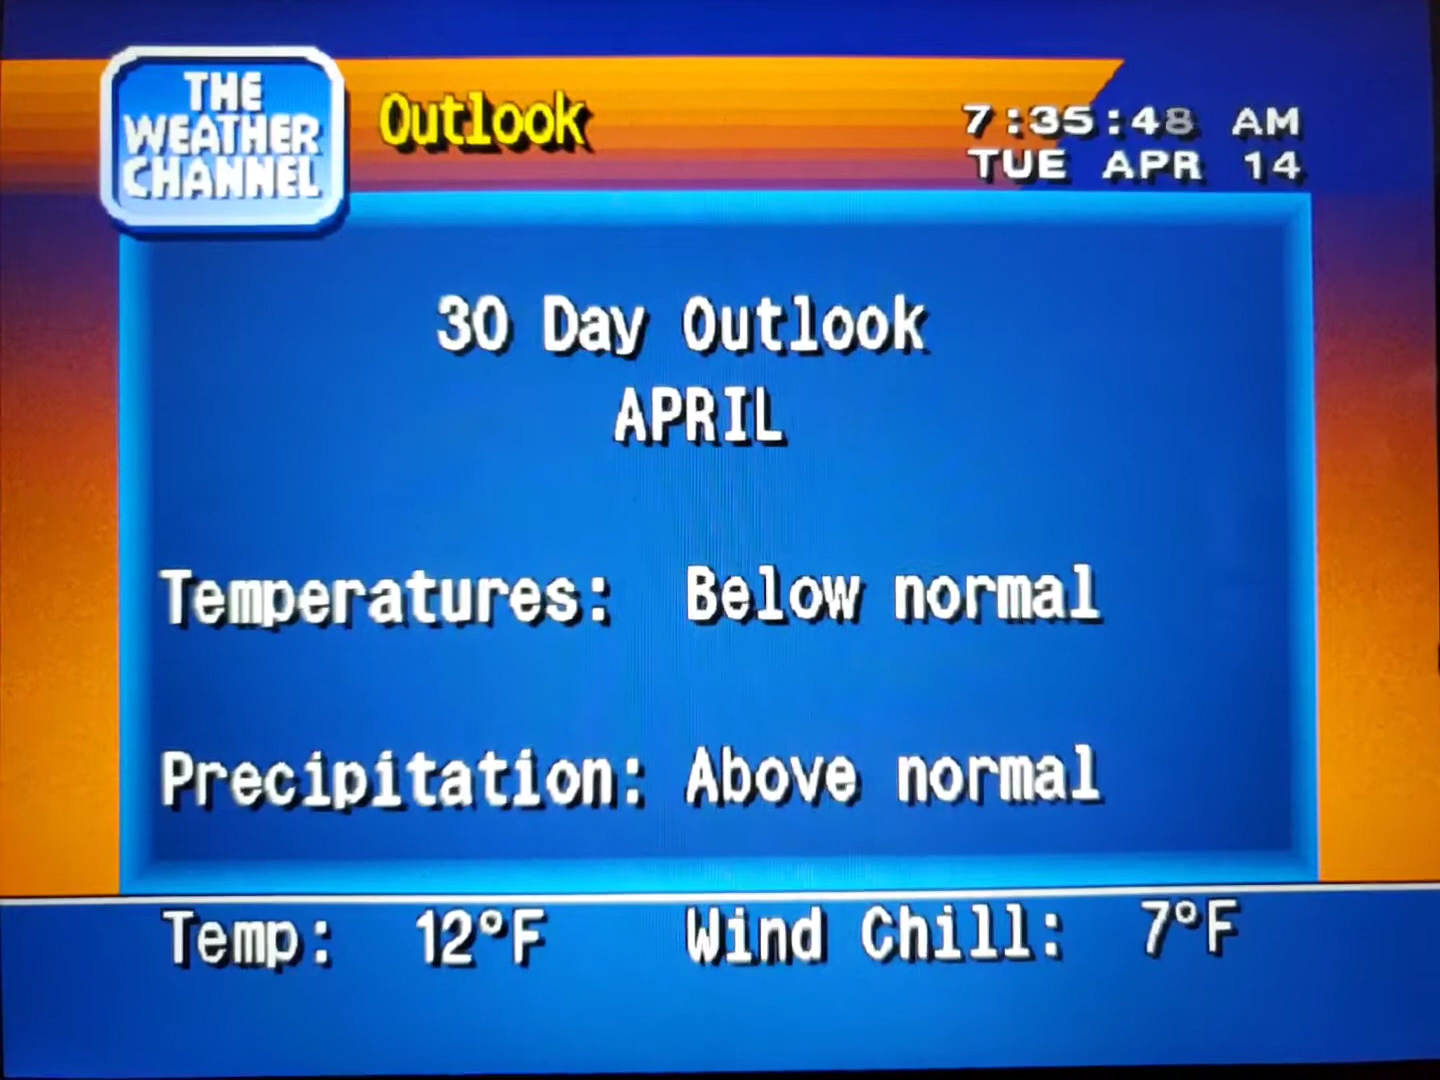 THE
WEATHER
CHANNEL
Outlook
7:35:48 AM
TUE APR 14
30 Day Outlook
APRIL
Temperatures: Below normal
Precipitation: Above normal
Temp: 12°F Wind Chill: 7°F